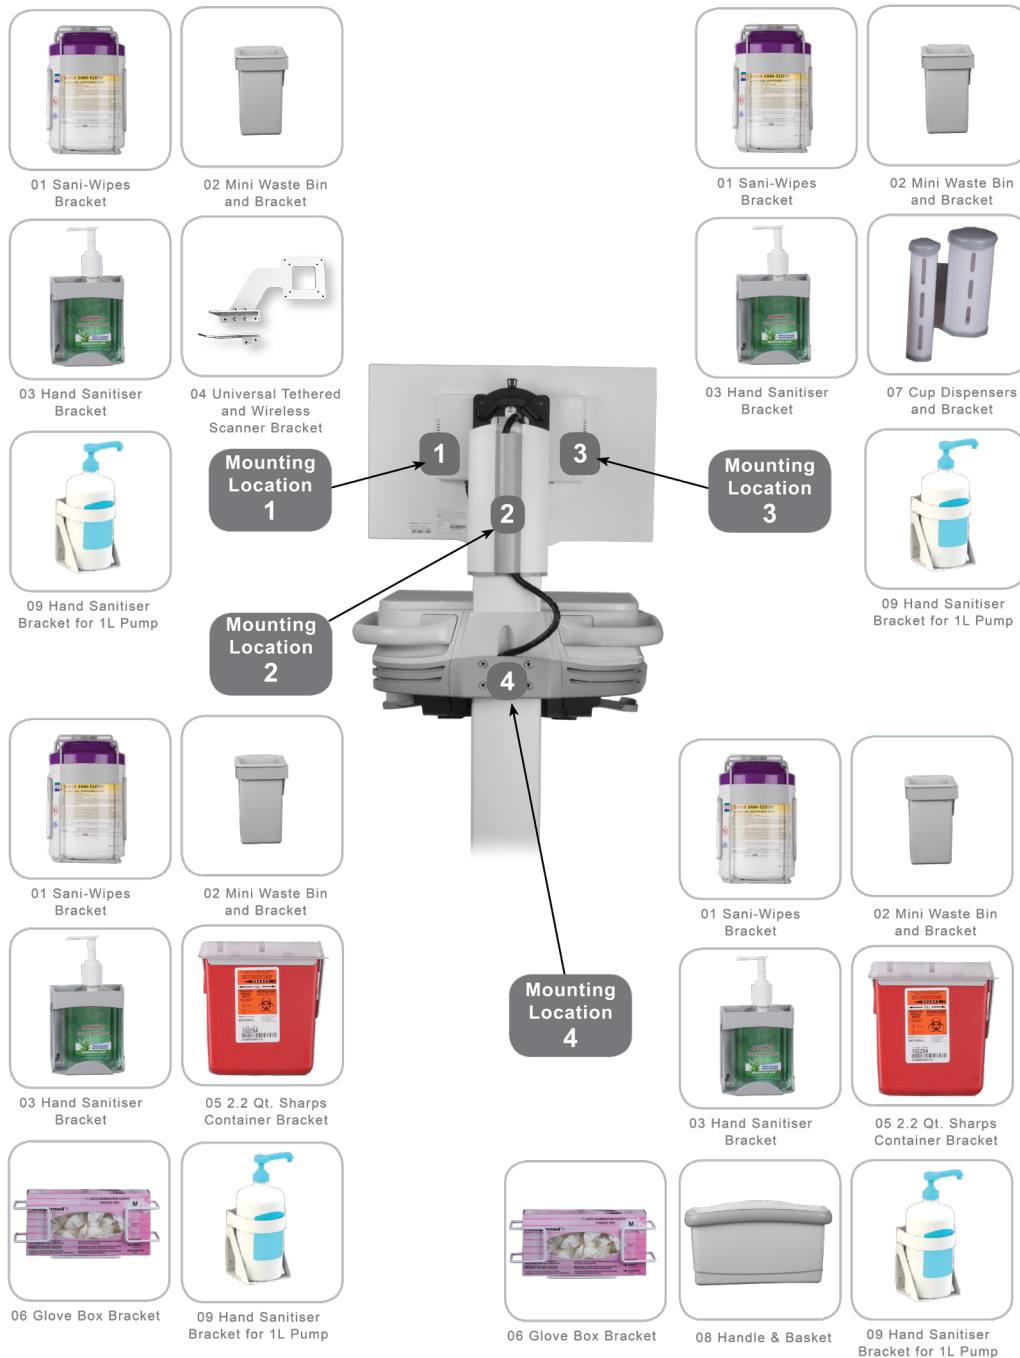 01 Sani-Wipes
Bracket
02 Mini Waste Bin
and Bracket
03 Hand Sanitiser
Bracket
04 Universal Tethered
and Wireless
Scanner Bracket
09 Hand Sanitiser
Bracket for 1L Pump
01 Sani-Wipes
Bracket
02 Mini Waste Bin
and Bracket
03 Hand Sanitiser
Bracket
07 Cup Dispensers
and Bracket
09 Hand Sanitiser
Bracket for 1L Pump
Mounting
Location
1
1
3
Mounting
Location
3
2
Mounting
Location
2
4
Mounting
Location
4
01 Sani-Wipes
Bracket
02 Mini Waste Bin
and Bracket
03 Hand Sanitiser
Bracket
05 2.2 Qt. Sharps
Container Bracket
06 Glove Box Bracket
09 Hand Sanitiser
Bracket for 1L Pump
01 Sani-Wipes
Bracket
02 Mini Waste Bin
and Bracket
03 Hand Sanitiser
Bracket
05 2.2 Qt. Sharps
Container Bracket
06 Glove Box Bracket
08 Handle & Basket
09 Hand Sanitiser
Bracket for 1L Pump